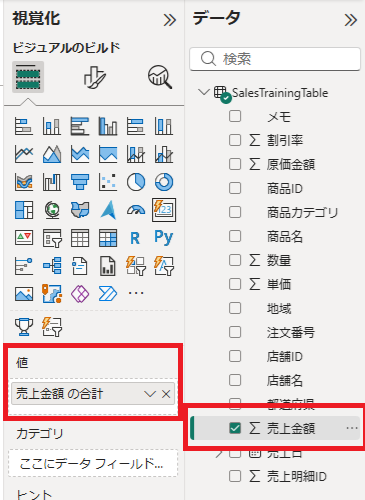 視覚化
ビジュアルのビルド
123
R
Py
値
売上金額 の合計
カテゴリ
ここにデータ フィールド...
ヒント
データ
検索
SalesTrainingTable
メモ
割引率
原価金額
商品ID
商品カテゴリ
商品名
数量
単価
地域
注文番号
店舗ID
店舗名
都道府県
売上金額
売上日
売上明細ID